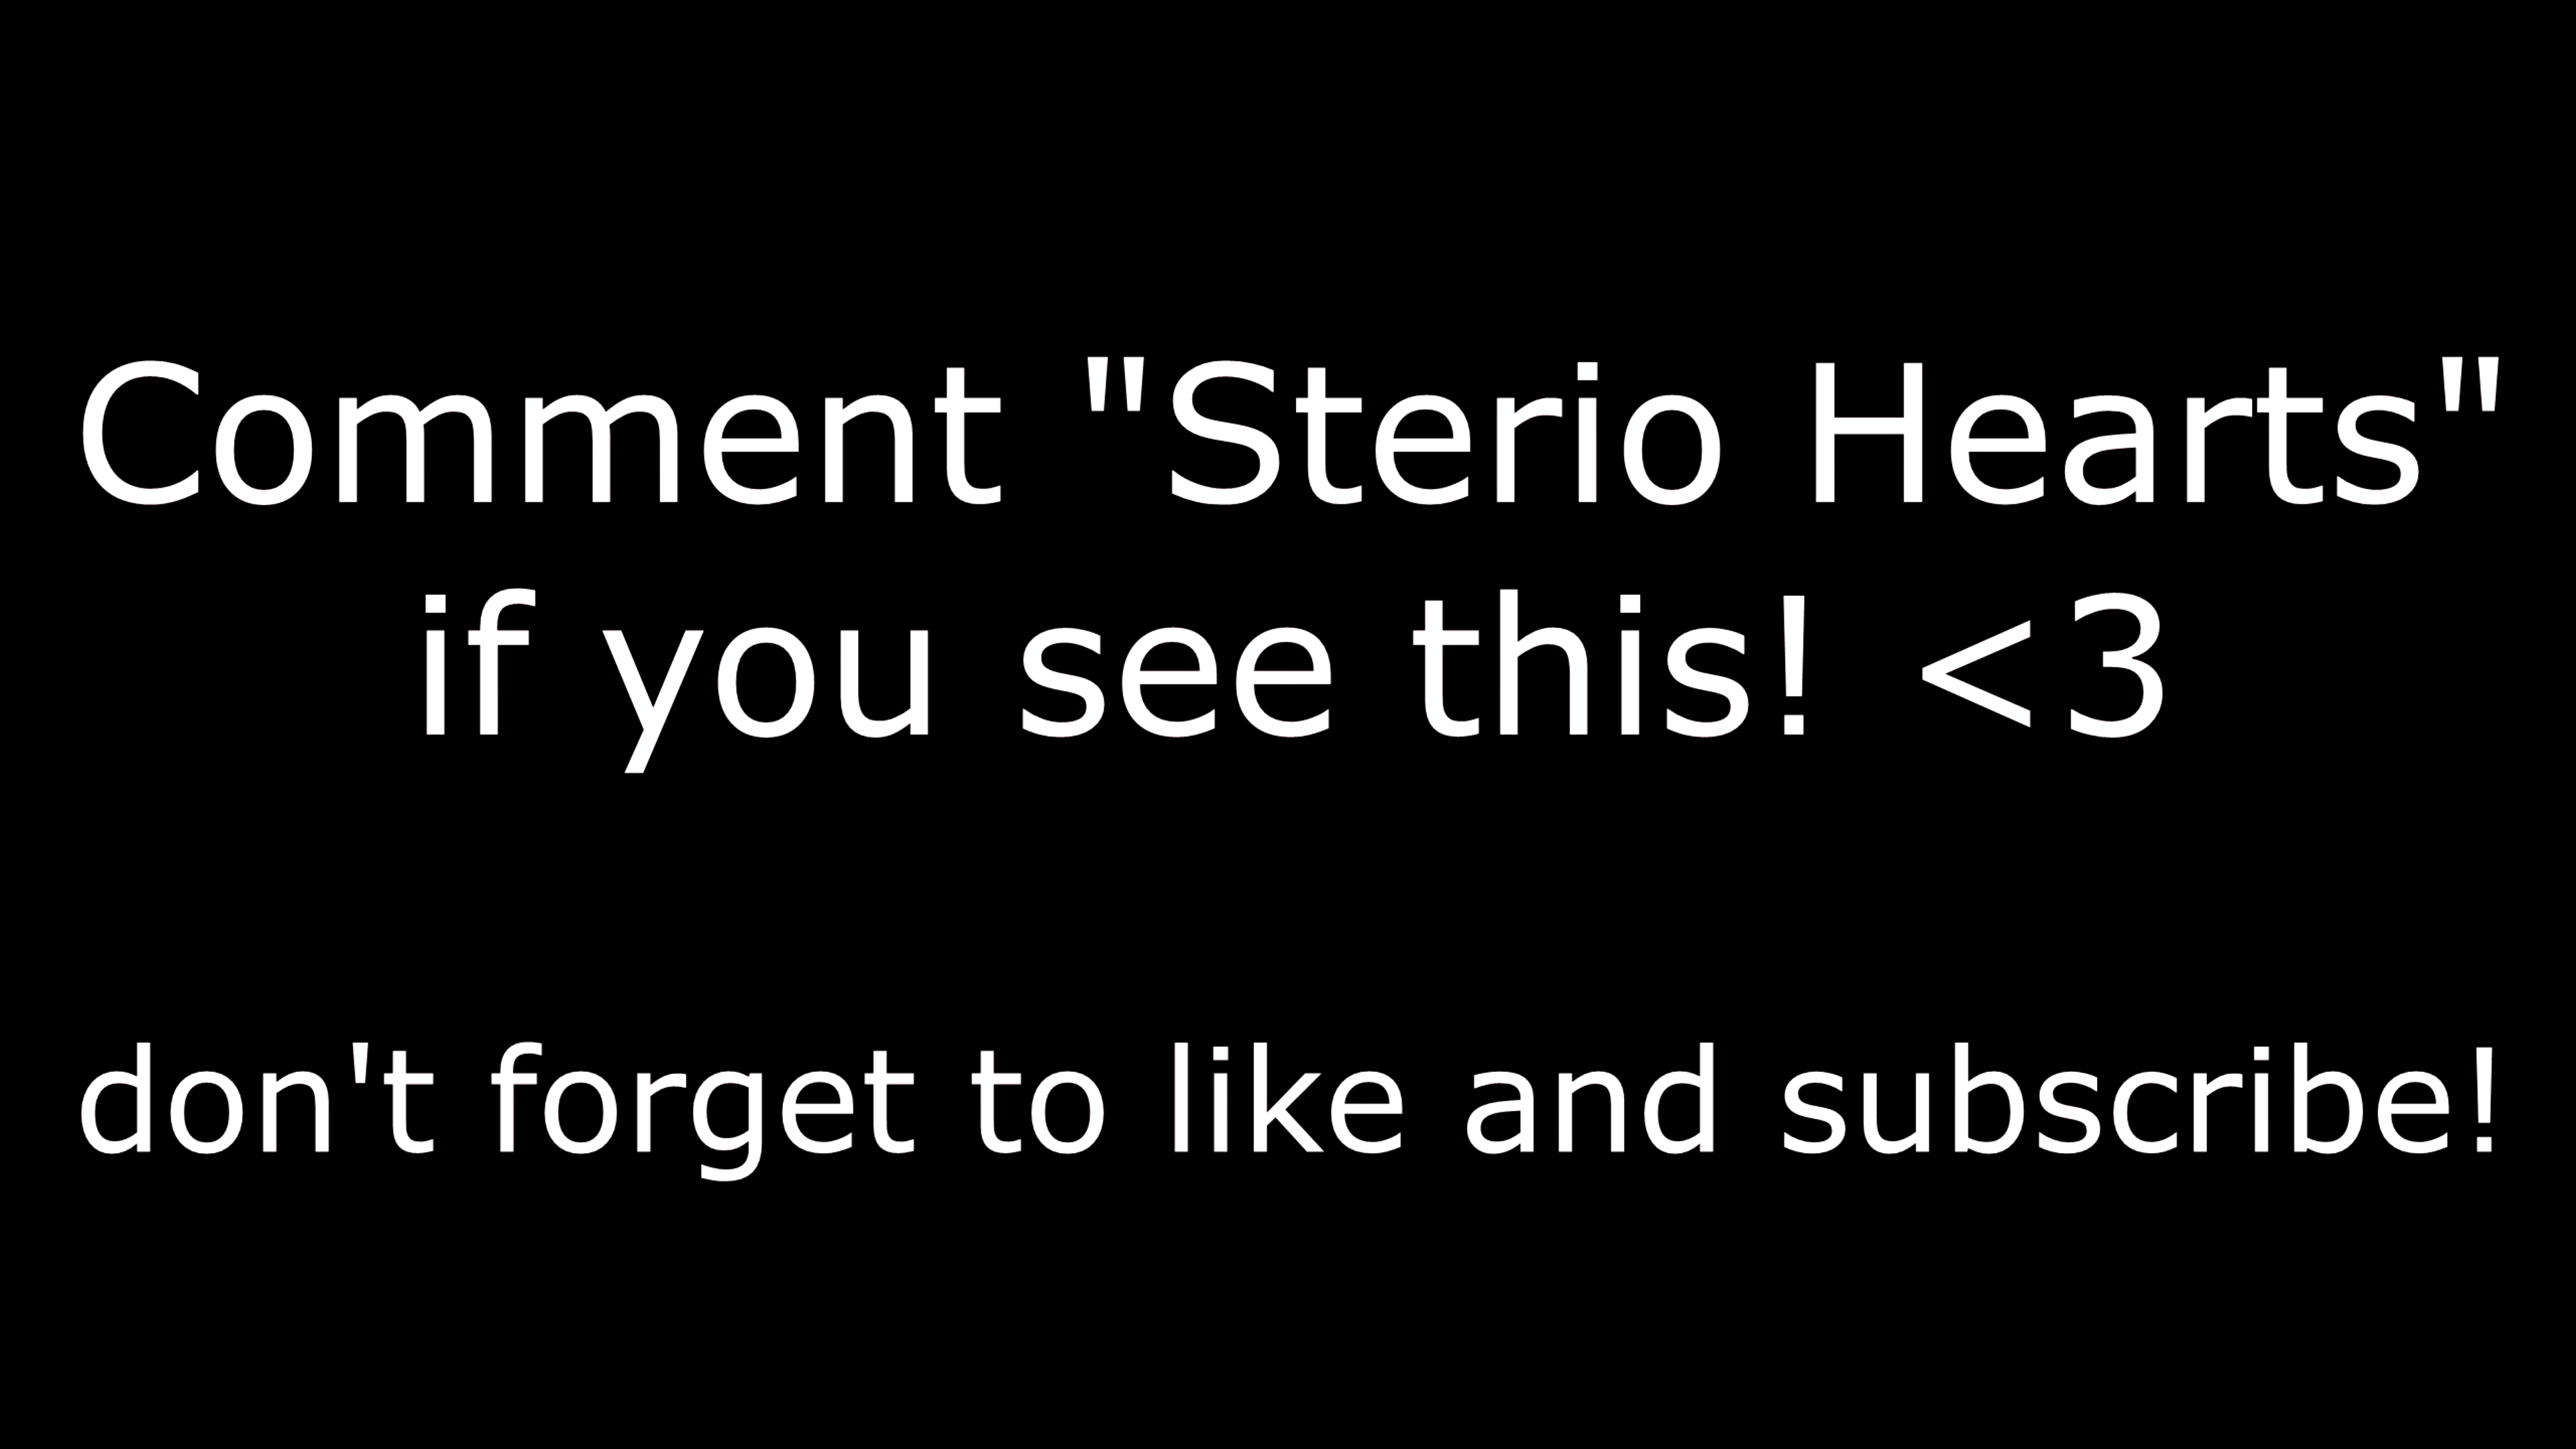 Comment "Sterio Hearts"
if you see this! <3
don't forget to like and subscribe!